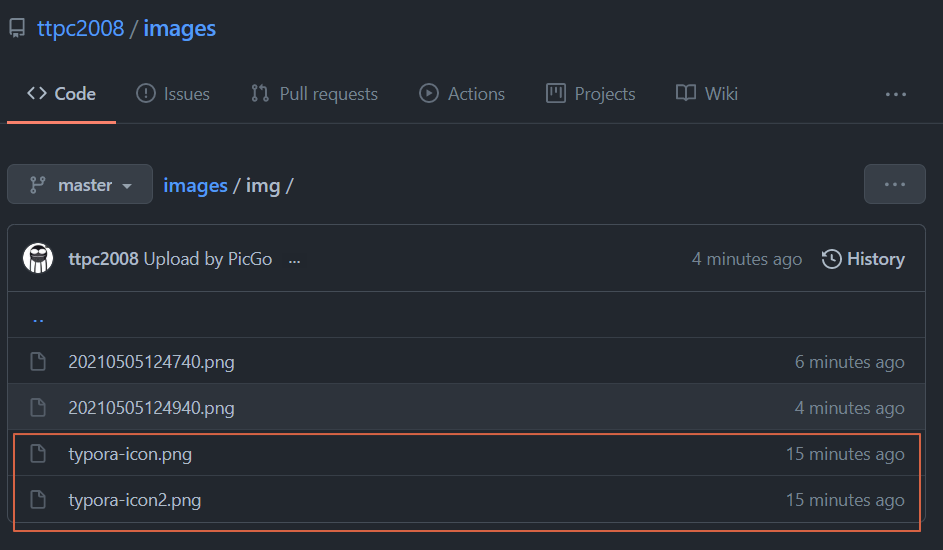 ttpc2008 / images
Code Issues Pull requests Actions Projects Wiki ...
master images / img / ...
ttpc2008 Upload by PicGo ... 4 minutes ago History
..
20210505124740.png 6 minutes ago
20210505124940.png 4 minutes ago
typora-icon.png 15 minutes ago
typora-icon2.png 15 minutes ago